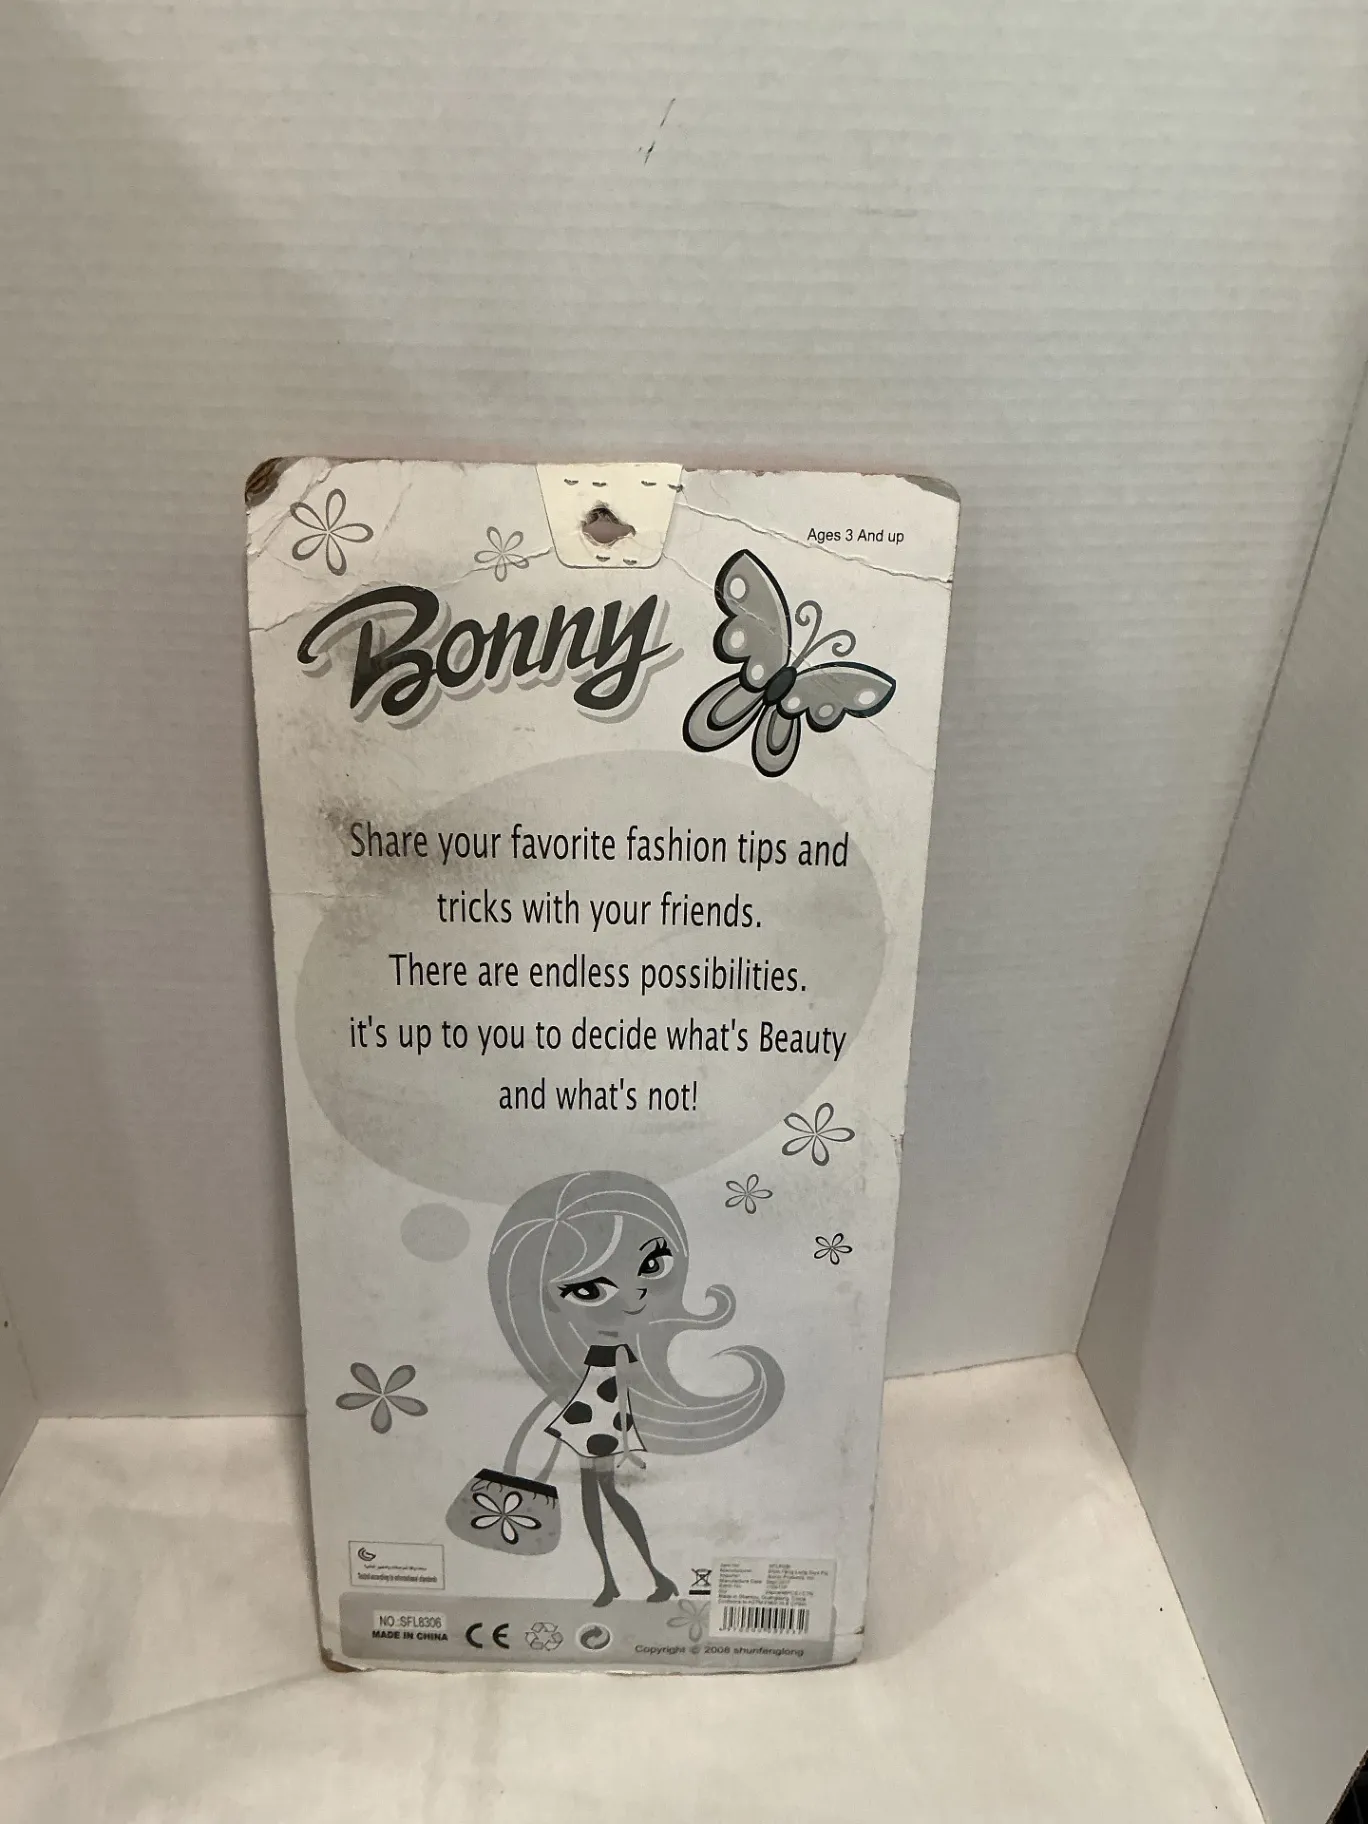 Ages 3 And up
Bonny
Share your favorite fashion tips and
tricks with your friends.
There are endless possibilities.
it's up to you to decide what's Beauty
and what's not!
NO.:SFL8306
MADE IN CHINA
CE
Copyright © 2008 shunfenglong